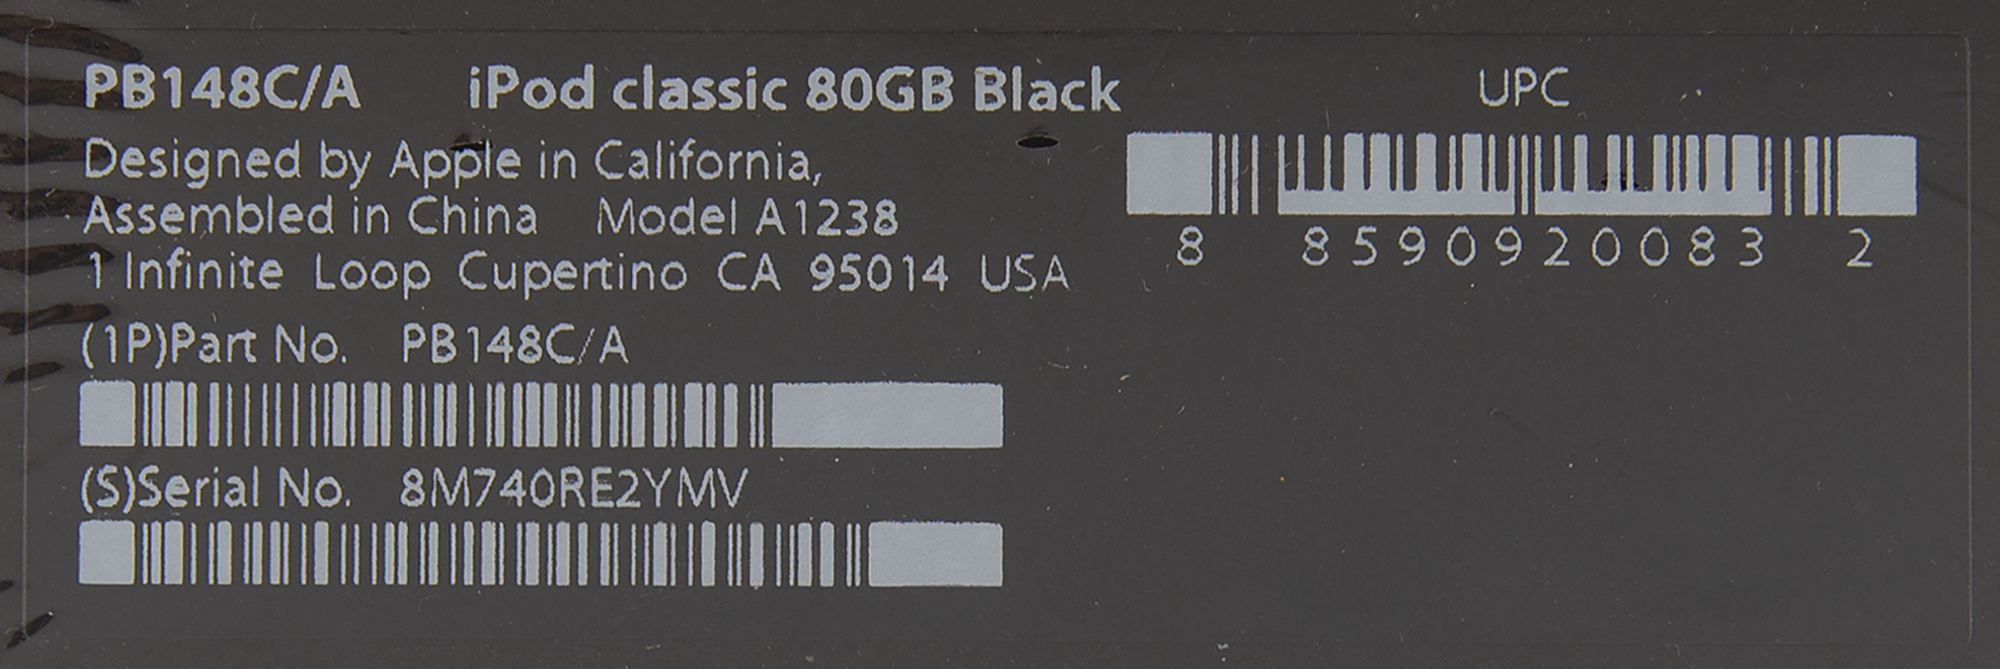 PB148C/A iPod classic 80GB Black
Designed by Apple in California,
Assembled in China Model A1238
1 Infinite Loop Cupertino CA 95014 USA
(1P)Part No. PB148C/A
(S)Serial No. 8M740RE2YMV
UPC
8 8590920083 2